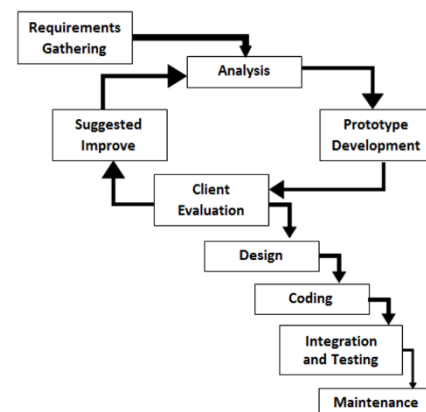 Requirements
Gathering
Analysis
Suggested
Improve
Prototype
Development
Client
Evaluation
Design
Coding
Integration
and Testing
Maintenance